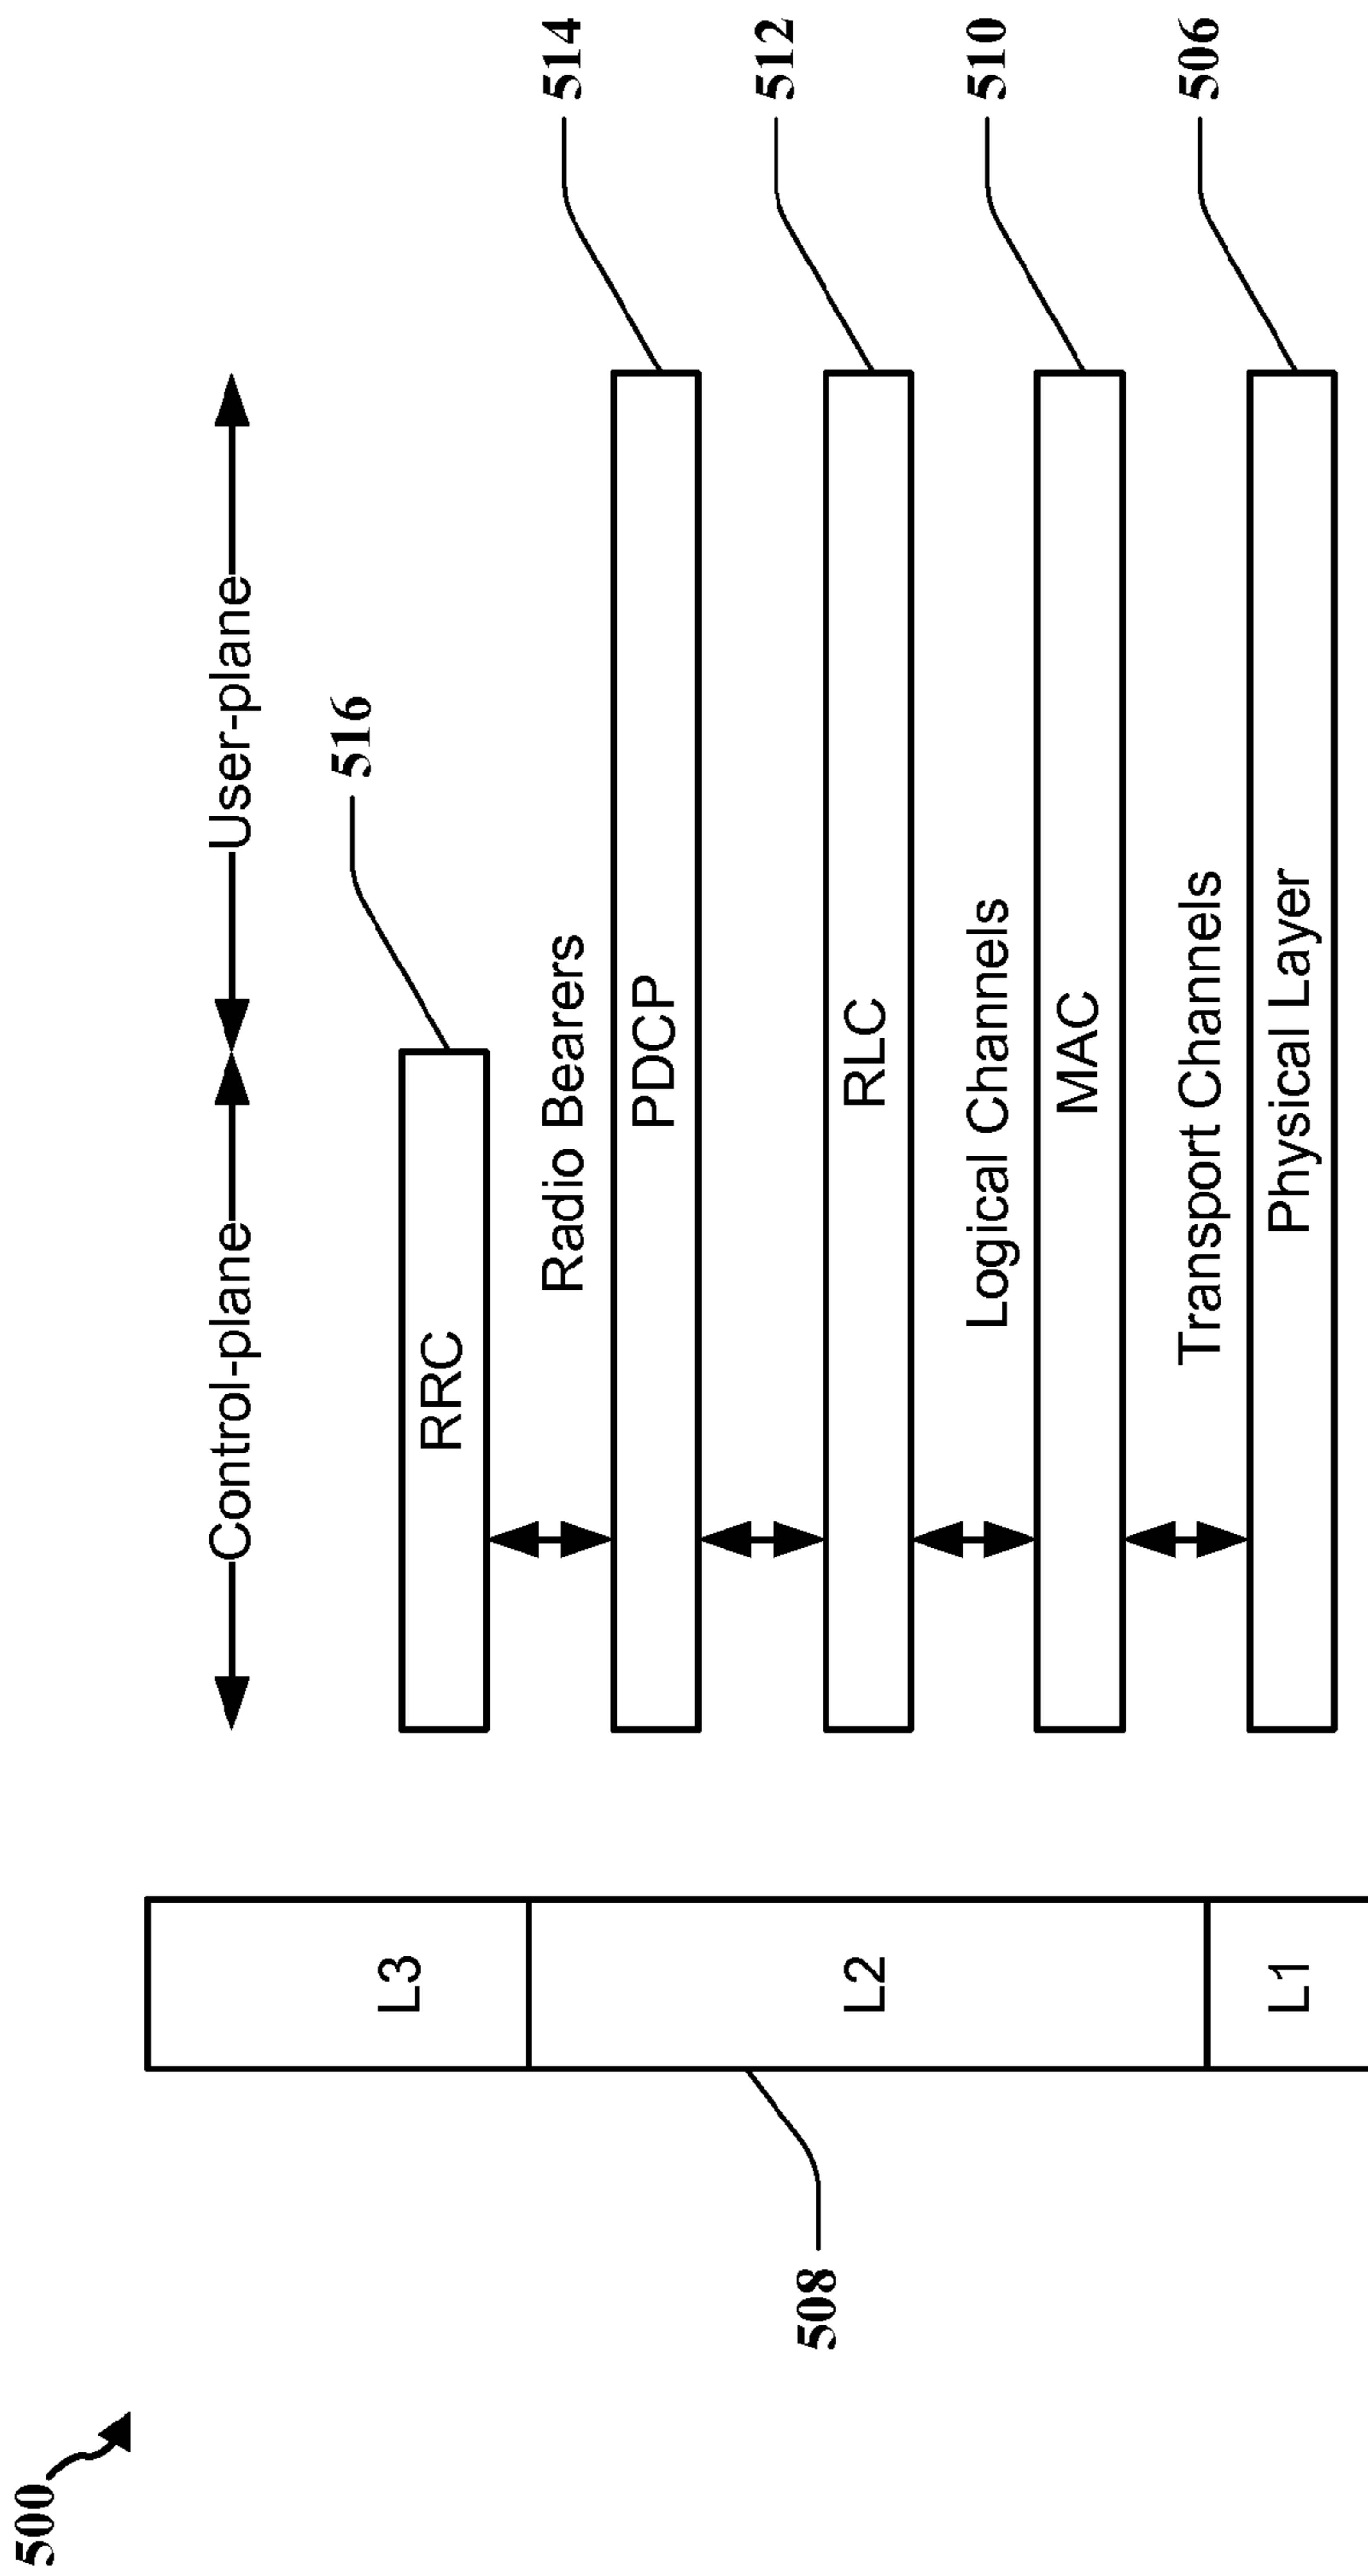 500
Control-plane
User-plane
516
L3
RRC
Radio Bearers
514
508
PDCP
512
L2
RLC
Logical Channels
510
MAC
Transport Channels
506
L1
Physical Layer